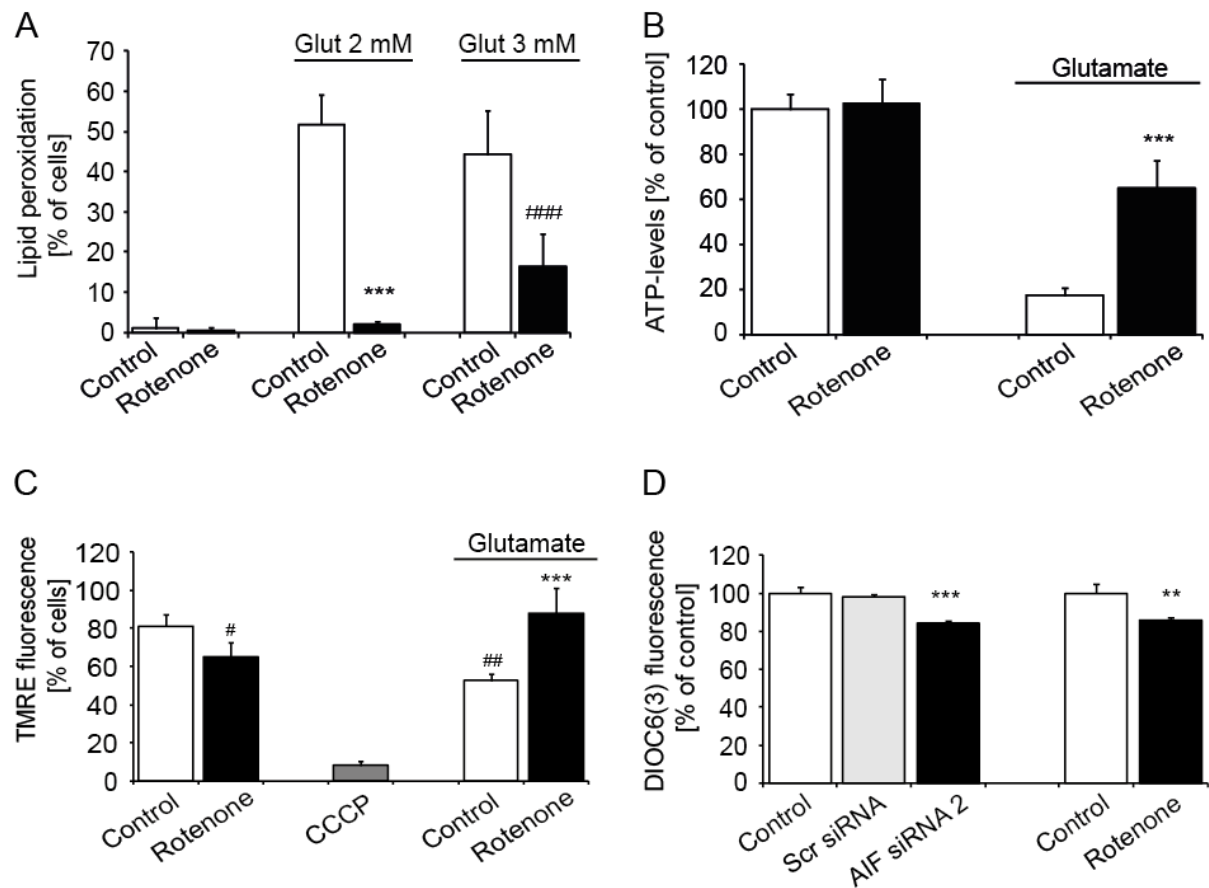 A
Glut 2 mM
Glut 3 mM
Lipid peroxidation
[% of cells]
70
60
50
40
30
20
10
0
***
####
Control
Rotenone
Control
Rotenone
Control
Rotenone
B
Glutamate
ATP-levels [% of control]
120
100
80
60
40
20
0
***
Control
Rotenone
Control
Rotenone
C
Glutamate
TMRE fluorescence
[% of cells]
120
100
80
60
40
20
0
#
##
***
Control
Rotenone
CCCP
Control
Rotenone
D
DIOC6(3) fluorescence
[% of control]
120
100
80
60
40
20
0
***
**
Control
Scr siRNA
AIF siRNA 2
Control
Rotenone